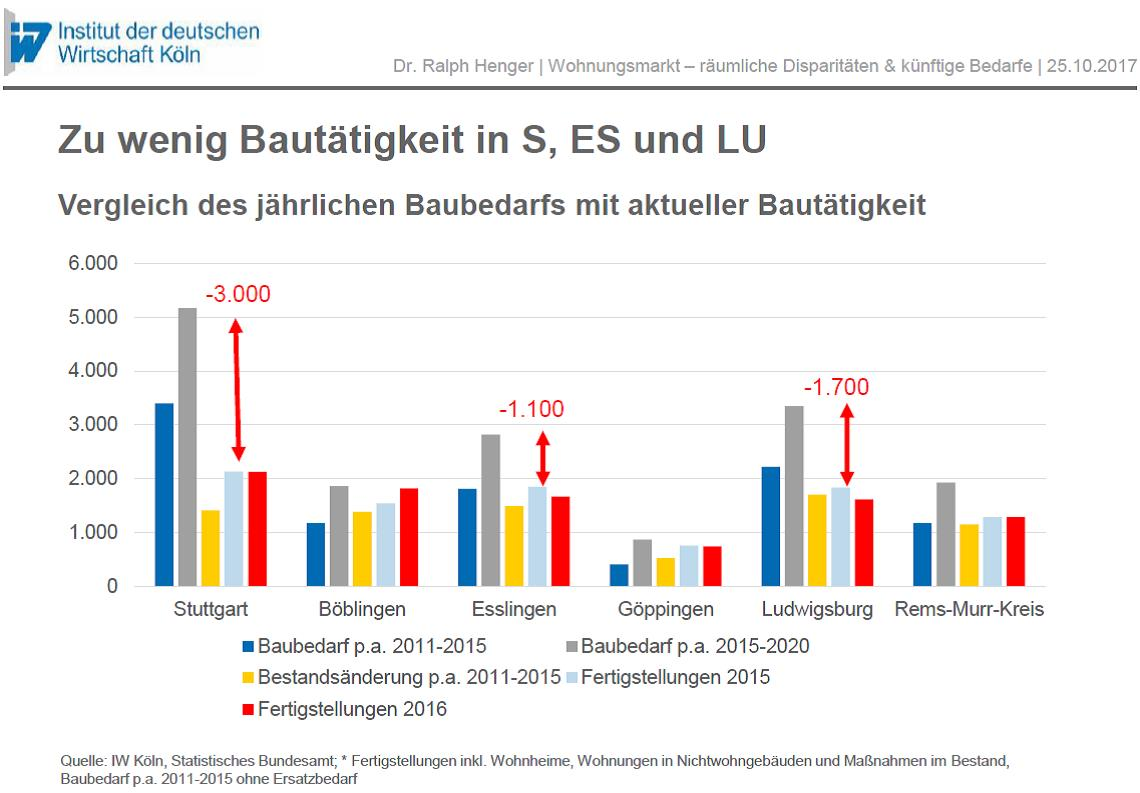 Institut der deutschen
Wirtschaft Köln
Dr. Ralph Henger | Wohnungsmarkt – räumliche Disparitäten & künftige Bedarfe | 25.10.2017
Zu wenig Bautätigkeit in S, ES und LU
Vergleich des jährlichen Baubedarfs mit aktueller Bautätigkeit
6.000
5.000
4.000
3.000
2.000
1.000
0
-3.000
-1.100
-1.700
Stuttgart Böblingen Esslingen Göppingen Ludwigsburg Rems-Murr-Kreis
Baubedarf p.a. 2011-2015 Baubedarf p.a. 2015-2020
Bestandsänderung p.a. 2011-2015 Fertigstellungen 2015
Fertigstellungen 2016
Quelle: IW Köln, Statistisches Bundesamt; * Fertigstellungen inkl. Wohnheime, Wohnungen in Nichtwohngebäuden und Maßnahmen im Bestand,
Baubedarf p.a. 2011-2015 ohne Ersatzbedarf